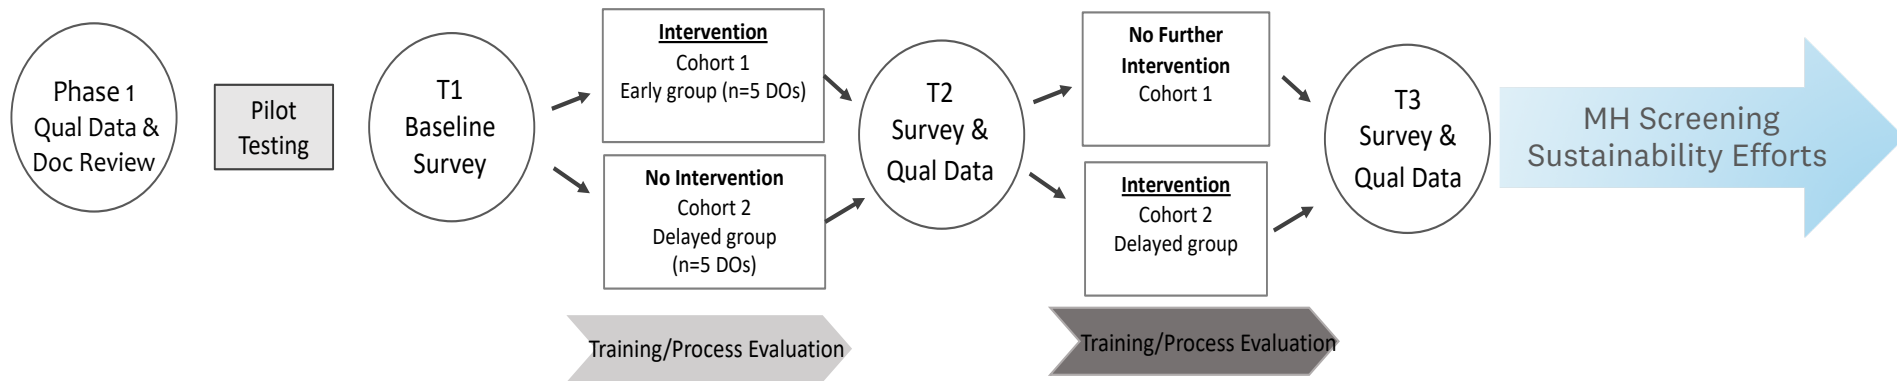 Phase 1
Qual Data &
Doc Review
Pilot
Testing
T1
Baseline
Survey
Intervention
Cohort 1
Early group (n=5 DOs)
No Intervention
Cohort 2
Delayed group
(n=5 DOs)
Training/Process Evaluation
T2
Survey &
Qual Data
No Further
Intervention
Cohort 1
Intervention
Cohort 2
Delayed group
Training/Process Evaluation
T3
Survey &
Qual Data
MH Screening
Sustainability Efforts